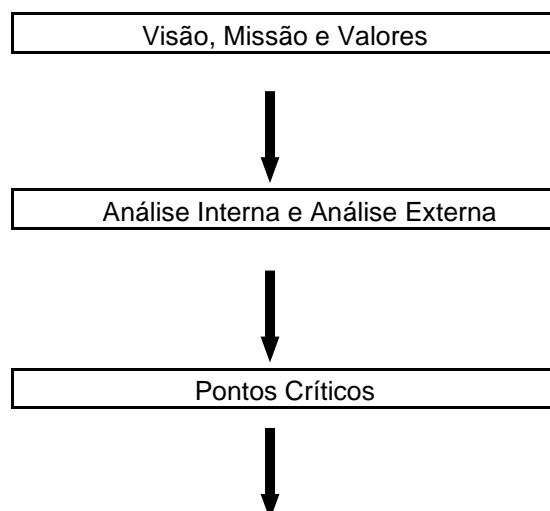 Visão, Missão e Valores
Análise Interna e Análise Externa
Pontos Críticos